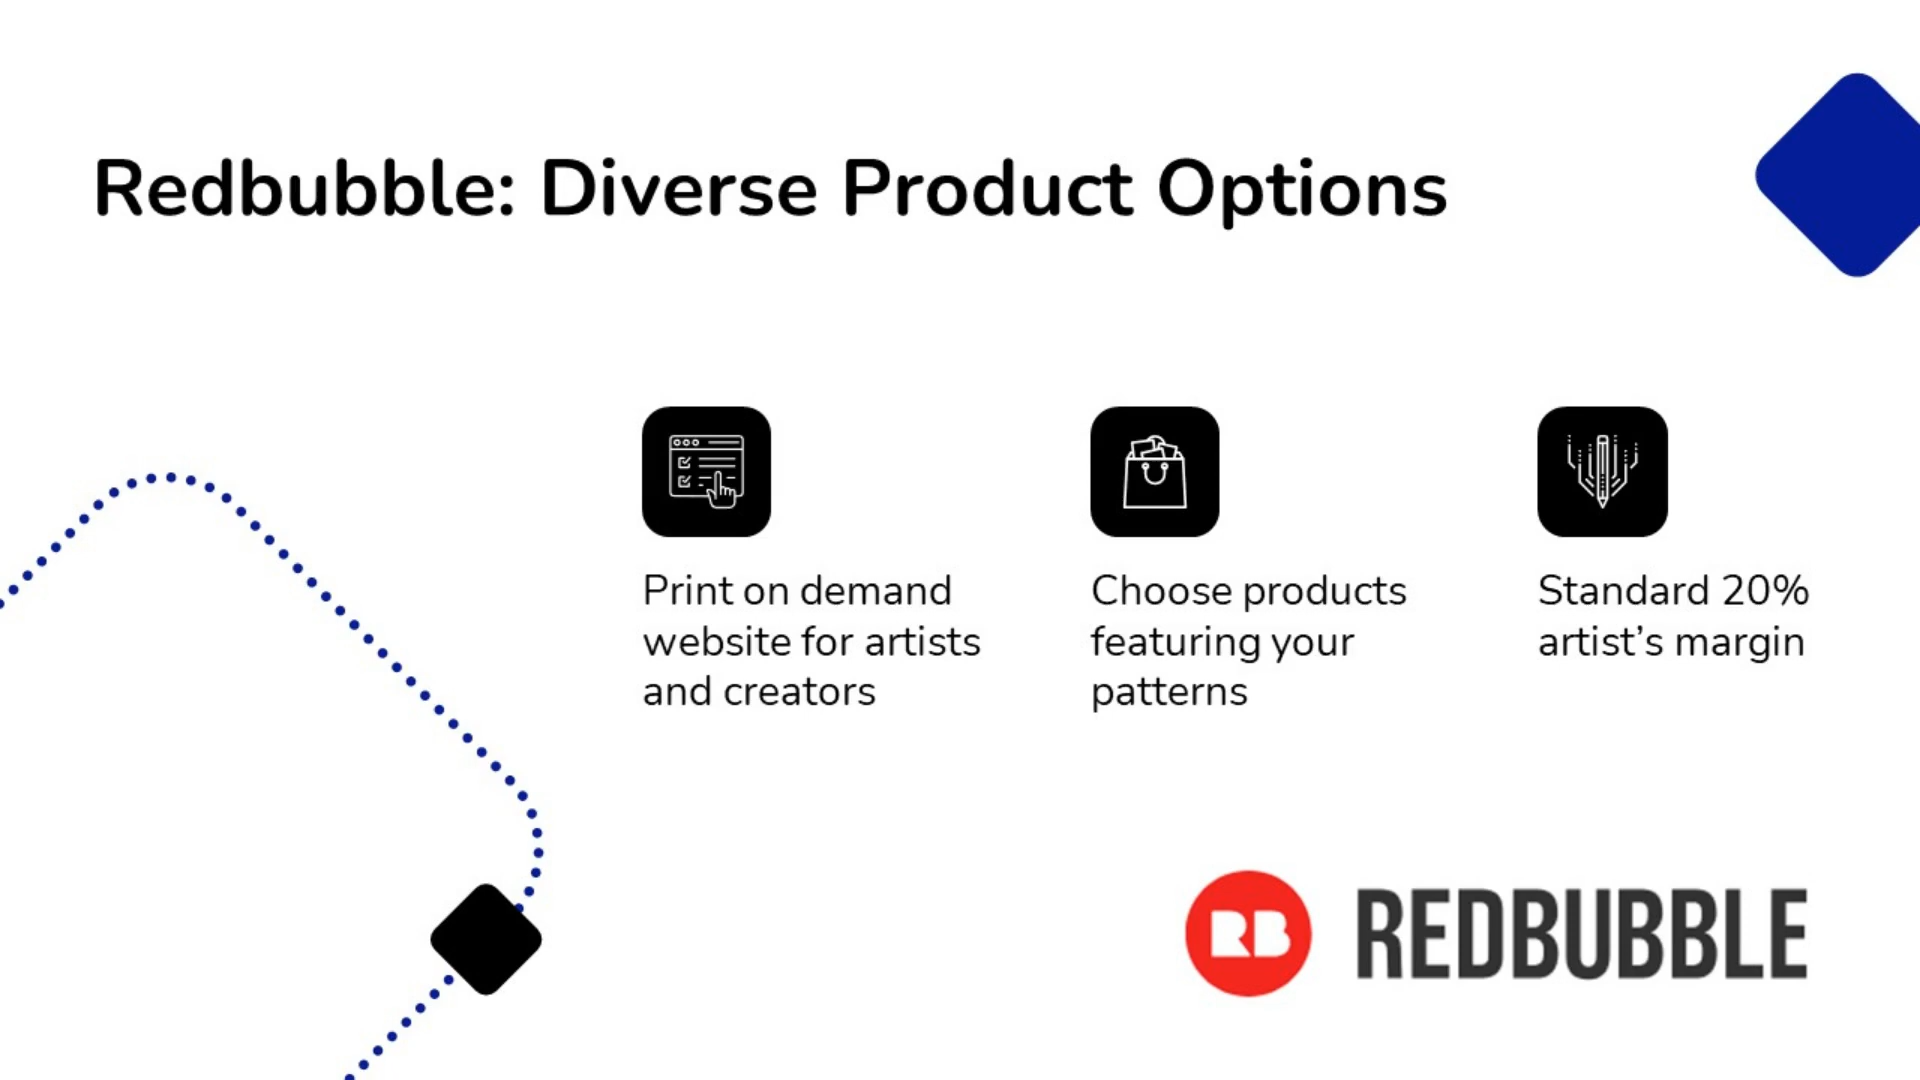 Redbubble: Diverse Product Options
Print on demand
website for artists
and creators
Choose products
featuring your
patterns
Standard 20%
artist’s margin
RB REDBUBBLE